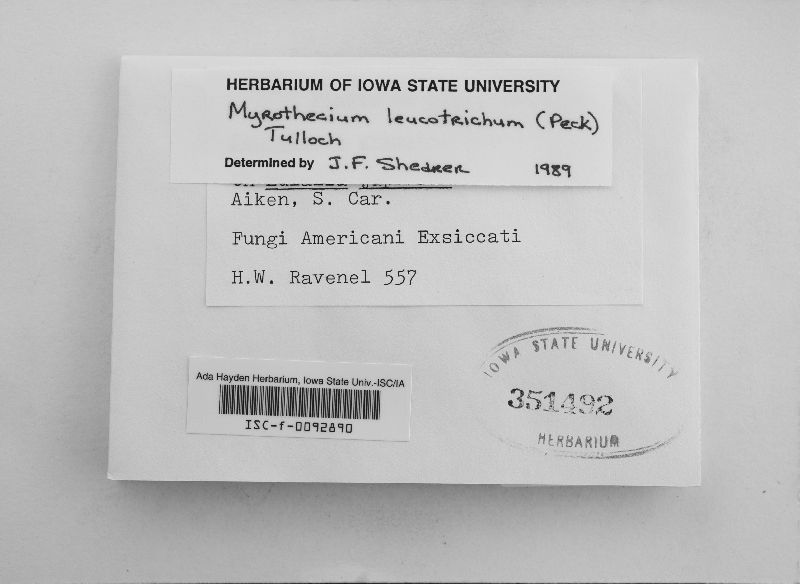 HERBARIUM OF IOWA STATE UNIVERSITY
Myrothecium leucotrichum (Peck)
Tulloch
Determined by J.F. Shearer 1989
Aiken, S. Car.
Fungi Americani Exsiccati
H.W. Ravenel 557
Ada Hayden Herbarium, Iowa State Univ.-ISC/IA
ISC-f-0092890
IOWA STATE UNIVERSITY
351492
HERBARIUM